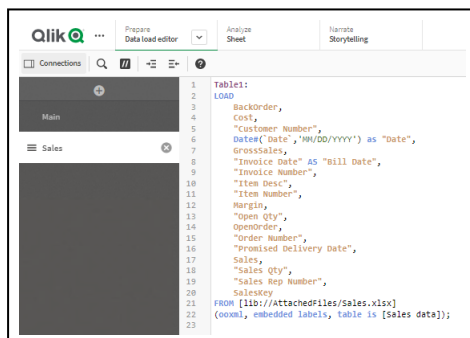 Qlik
Prepare
Data load editor
Analyze
Sheet
Narrate
Storytelling
Connections
Main
Sales
1 Table1:
2 LOAD
3 BackOrder,
4 Cost,
5 "Customer Number",
6 Date#(`Date`,'MM/DD/YYYY') as "Date",
7 GrossSales,
8 "Invoice Date" AS "Bill Date",
9 "Invoice Number",
10 "Item Desc",
11 "Item Number",
12 Margin,
13 "Open Qty",
14 OpenOrder,
15 "Order Number",
16 "Promised Delivery Date",
17 Sales,
18 "Sales Qty",
19 "Sales Rep Number",
20 SalesKey
21 FROM [lib://AttachedFiles/Sales.xlsx]
22 (ooxml, embedded labels, table is [Sales data]);
23